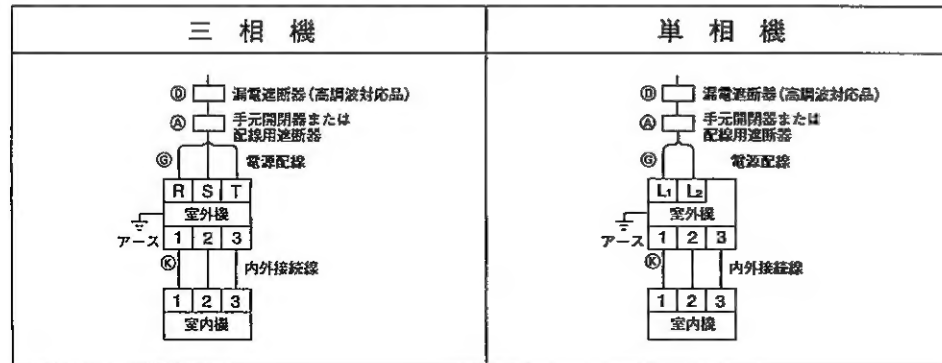 三相機
Ⓓ 漏電遮断器(高調波対応品)
Ⓐ 手元開閉器または
配線用遮断器
Ⓖ 電源配線
R S T
室外機
アース 1 2 3
Ⓚ 内外接続線
1 2 3
室内機
単相機
Ⓓ 漏電遮断器(高調波対応品)
Ⓐ 手元開閉器または
配線用遮断器
Ⓖ 電源配線
L₁ L₂
室外機
アース 1 2 3
Ⓚ 内外接続線
1 2 3
室内機